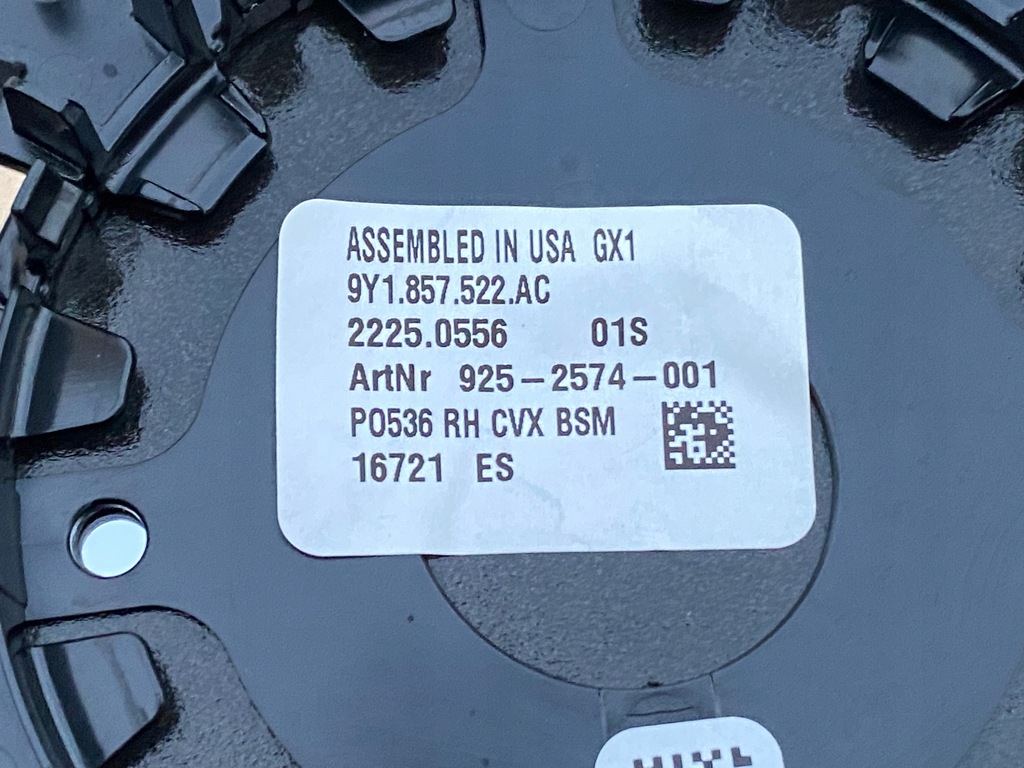 ASSEMBLED IN USA GX1
9Y1.857.522.AC
2225.0556 01S
ArtNr 925-2574-001
PO536 RH CVX BSM
16721 ES